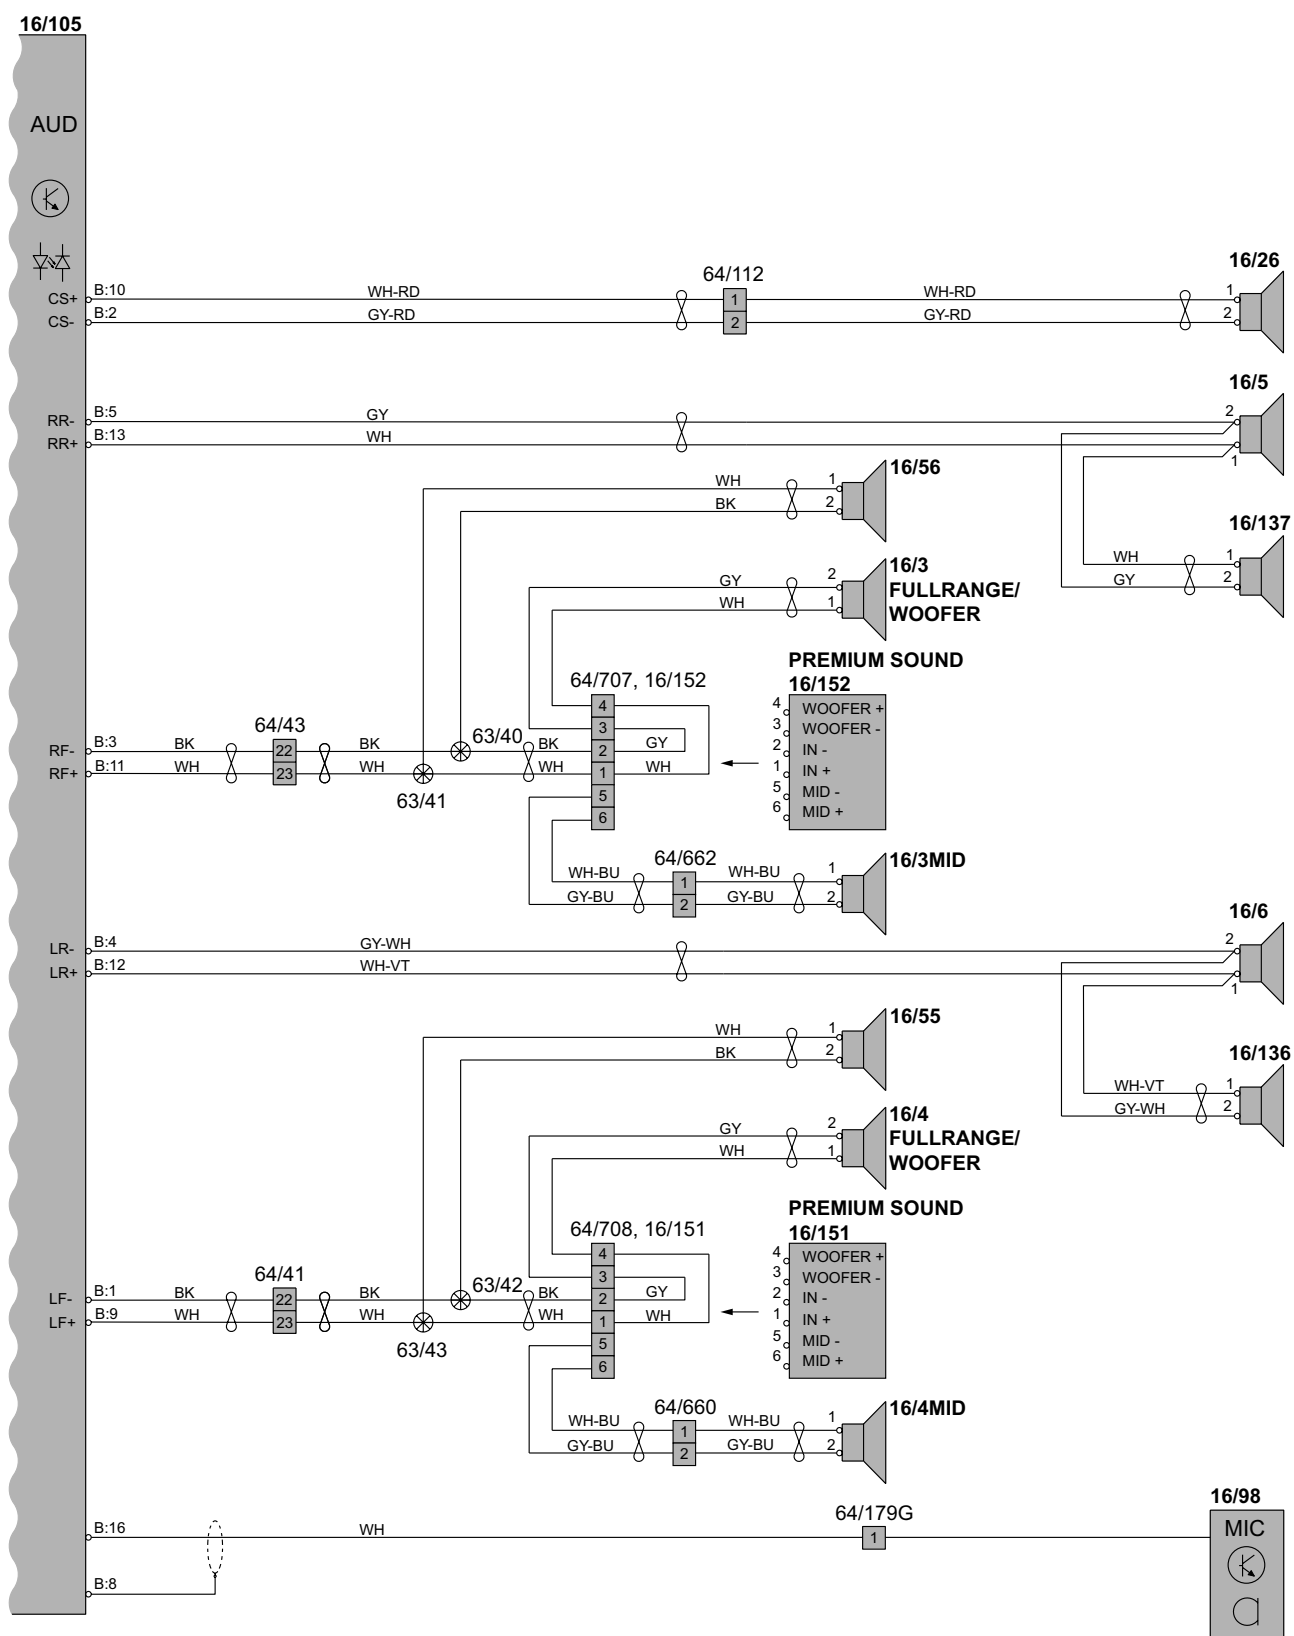 16/105
AUD
64/112
16/26
CS+ B:10 WH-RD 1 WH-RD 1
CS- B:2 GY-RD 2 GY-RD 2
16/5
RR- B:5 GY 2
RR+ B:13 WH 1
16/56
WH 1
BK 2
16/137
WH 1
GY 2
16/3
FULLRANGE/
WOOFER
GY 2
WH 1
PREMIUM SOUND
16/152
64/707, 16/152
4
3
2
1
5
6
4 WOOFER +
3 WOOFER -
2 IN -
1 IN +
5 MID -
6 MID +
64/43
63/40
RF- B:3 BK 22 BK BK GY
RF+ B:11 WH 23 WH WH WH
63/41
64/662
16/3MID
WH-BU 1 WH-BU 1
GY-BU 2 GY-BU 2
16/6
LR- B:4 GY-WH 2
LR+ B:12 WH-VT 1
16/55
WH 1
BK 2
16/136
WH-VT 1
GY-WH 2
16/4
FULLRANGE/
WOOFER
GY 2
WH 1
PREMIUM SOUND
16/151
64/708, 16/151
4
3
2
1
5
6
4 WOOFER +
3 WOOFER -
2 IN -
1 IN +
5 MID -
6 MID +
64/41
63/42
LF- B:1 BK 22 BK BK GY
LF+ B:9 WH 23 WH WH WH
63/43
64/660
16/4MID
WH-BU 1 WH-BU 1
GY-BU 2 GY-BU 2
64/179G
16/98
B:16 WH 1
MIC
B:8